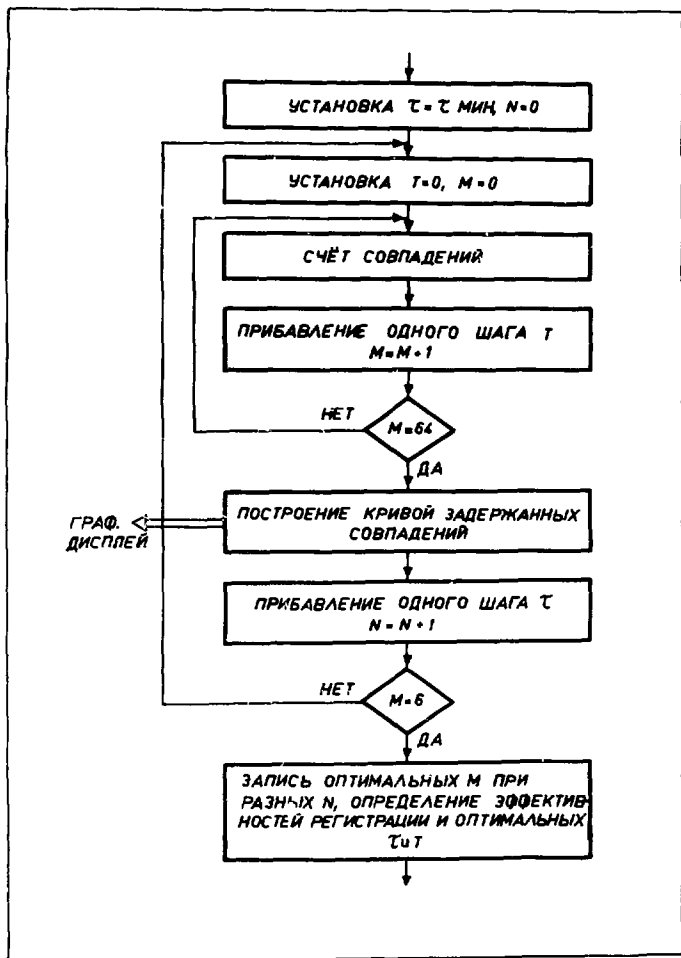 УСТАНОВКА τ = τ МИН, N=0
УСТАНОВКА T=0, M=0
СЧЁТ СОВПАДЕНИЙ
ПРИБАВЛЕНИЕ ОДНОГО ШАГА T
M=M+1
НЕТ
M=64
ДА
ГРАФ.
ДИСПЛЕЙ
ПОСТРОЕНИЕ КРИВОЙ ЗАДЕРЖАННЫХ
СОВПАДЕНИЙ
ПРИБАВЛЕНИЕ ОДНОГО ШАГА τ
N=N+1
НЕТ
M=6
ДА
ЗАПИСЬ ОПТИМАЛЬНЫХ M ПРИ
РАЗНЫХ N, ОПРЕДЕЛЕНИЕ ЭФФЕКТИВ-
НОСТЕЙ РЕГИСТРАЦИИ И ОПТИМАЛЬНЫХ
τ и T